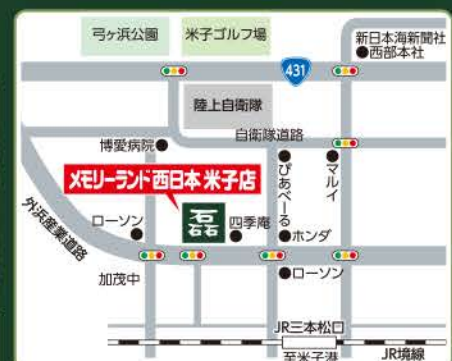 弓ヶ浜公園
米子ゴルフ場
新日本海新聞社
●西部本社
431
陸上自衛隊
自衛隊道路
博愛病院●
ぴあべーる
マルイ
メモリーランド西日本 米子店
外浜産業道路
ローソン
磊
四季庵
ホンダ
加茂中
ローソン
JR三本松口
至米子港
JR境線